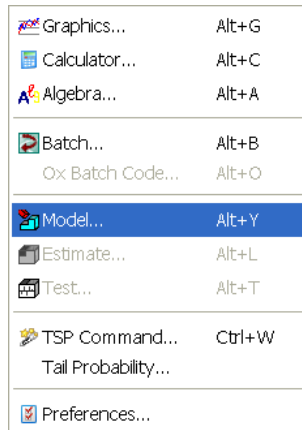 Graphics... Alt+G
Calculator... Alt+C
Algebra... Alt+A
Batch... Alt+B
Ox Batch Code... Alt+O
Model... Alt+Y
Estimate... Alt+L
Test... Alt+T
TSP Command... Ctrl+W
Tail Probability...
Preferences...